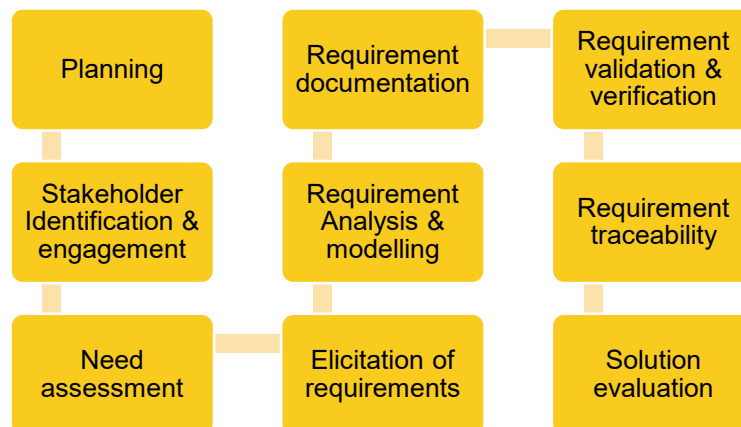 Planning
Stakeholder
Identification &
engagement
Need
assessment
Elicitation of
requirements
Requirement
Analysis &
modelling
Requirement
documentation
Requirement
validation &
verification
Requirement
traceability
Solution
evaluation